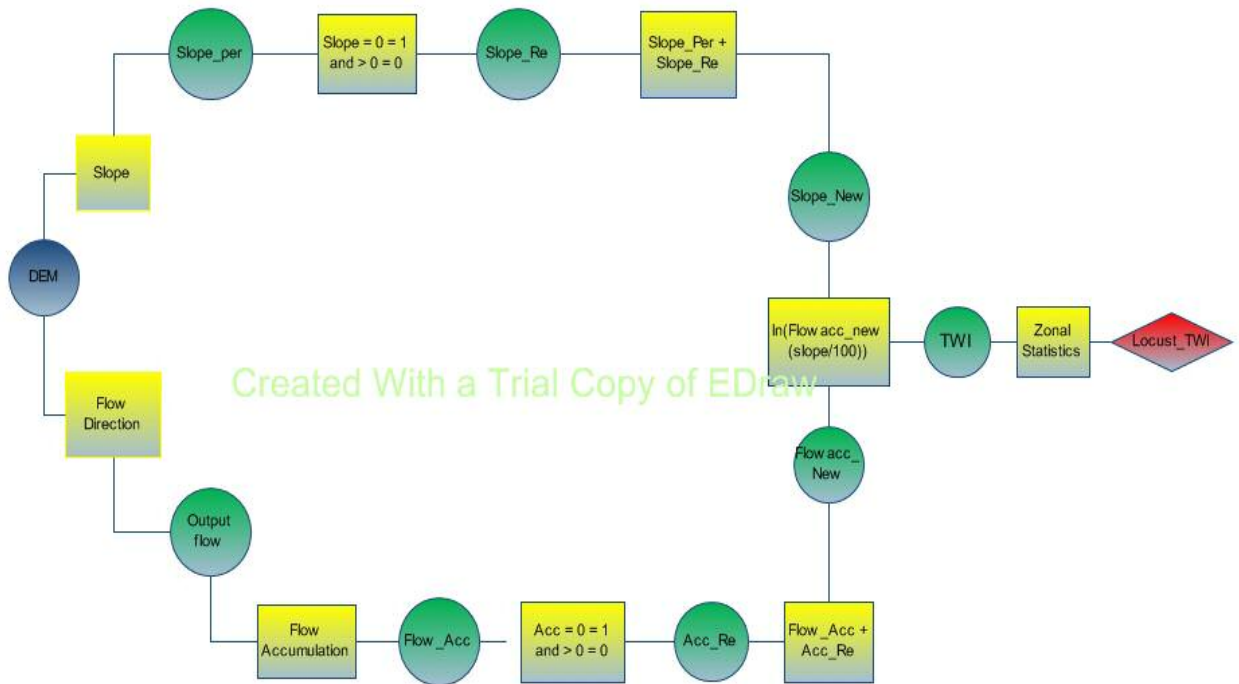 Slope_per
Slope = 0 = 1
and > 0 = 0
Slope_Re
Slope_Per +
Slope_Re
Slope
Slope_New
DEM
ln(Flow acc_new
(slope/100))
TWI
Zonal
Statistics
Locust_TWI
Created With a Trial Copy of EDraw
Flow
Direction
Flow acc_
New
Output
flow
Flow
Accumulation
Flow_Acc
Acc = 0 = 1
and > 0 = 0
Acc_Re
Flow_Acc +
Acc_Re